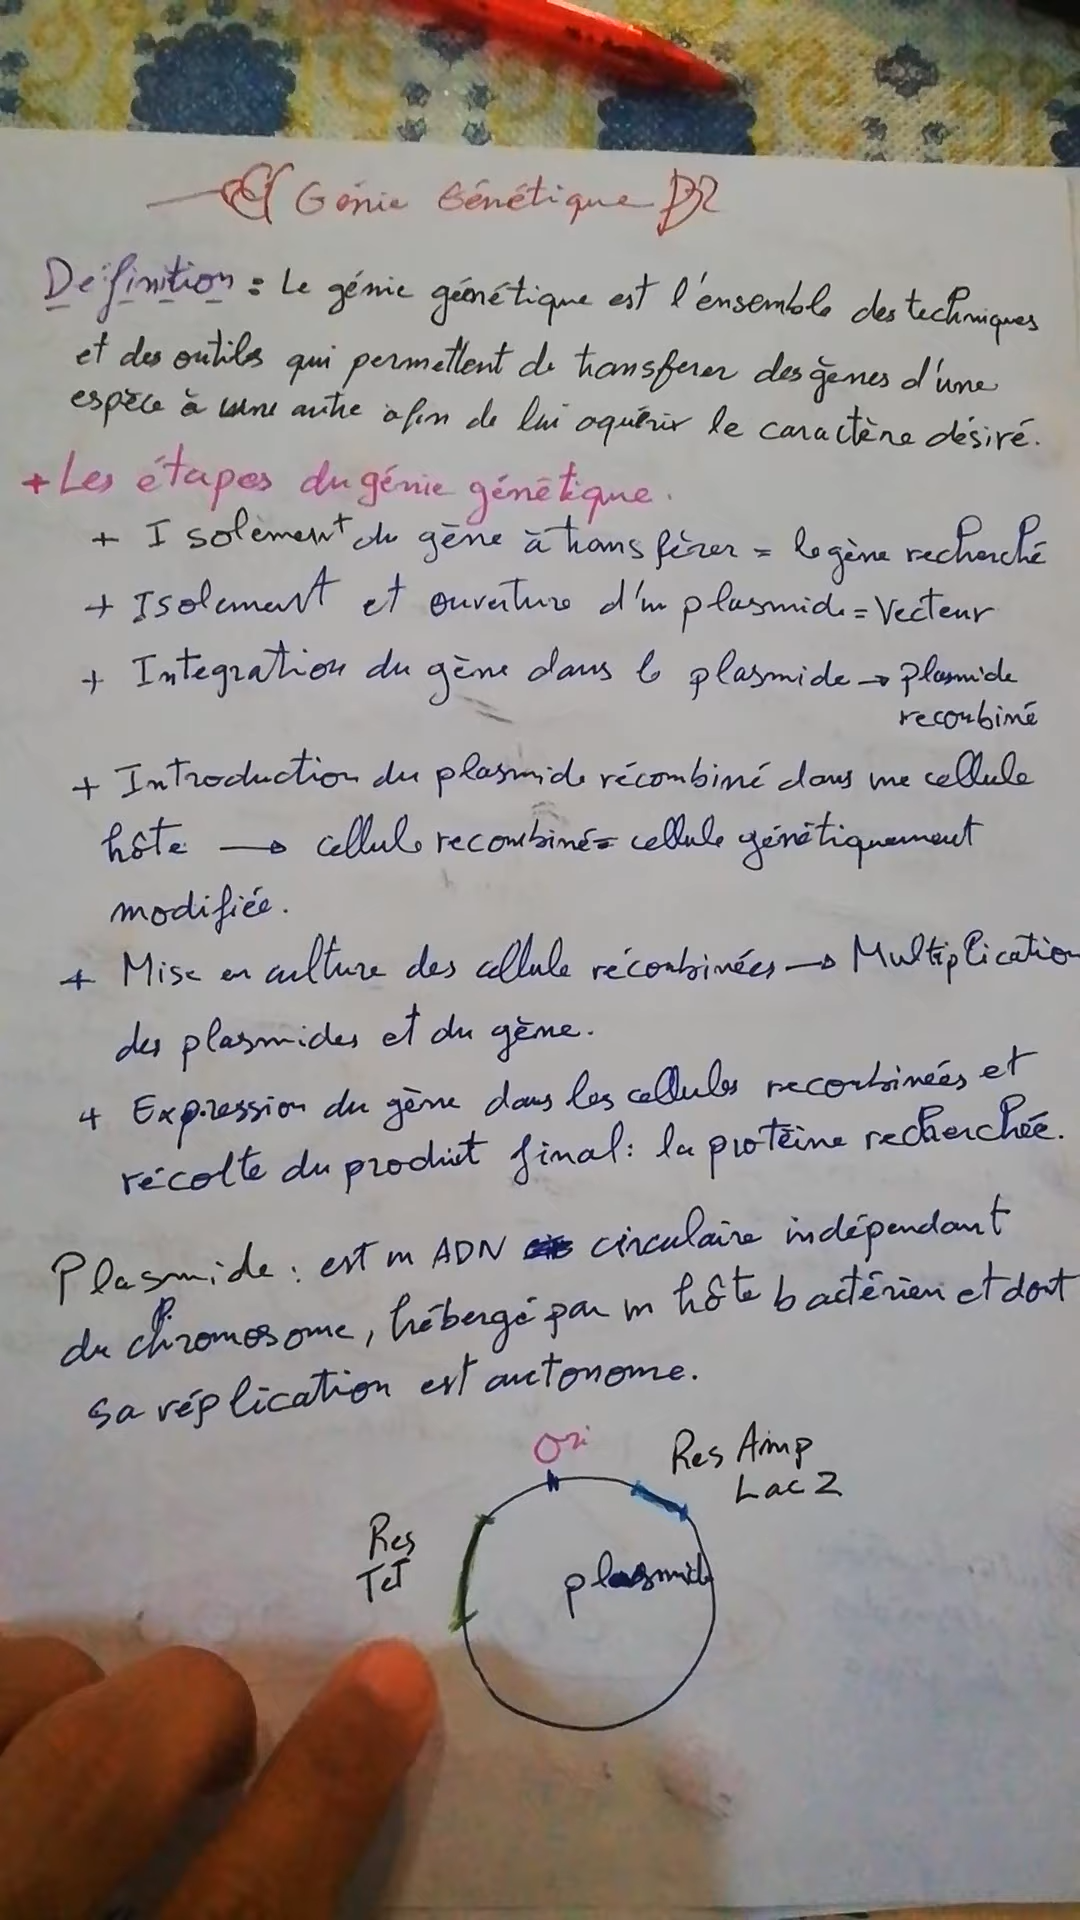 Génie Génétique
Définition : Le génie génétique est l'ensemble des techniques
et des outils qui permettent de transferer des gènes d'une
espèce à une autre afin de lui aquérir le caractère désiré.
+ Les étapes du génie génétique.
+ Isolement du gène à transférer = le gène recherché
+ Isolement et ouverture d'un plasmide = Vecteur
+ Integration du gène dans le plasmide → plasmide
recombiné
+ Introduction du plasmide récombiné dans une cellule
hôte → cellule recombiné = cellule génétiquement
modifiée.
+ Mise en culture des cellule récombinées → Multiplication
des plasmides et du gène.
+ Expression du gène dans les cellules recombineés et
récolte du produit final : la protéine recherchée.
Plasmide : est un ADN circulaire indépendant
du chromosome, hébergé par un hôte bactérien et dont
sa réplication est autonome.
Ori
Res Amp
Lac Z
Res
Tet
plasmide